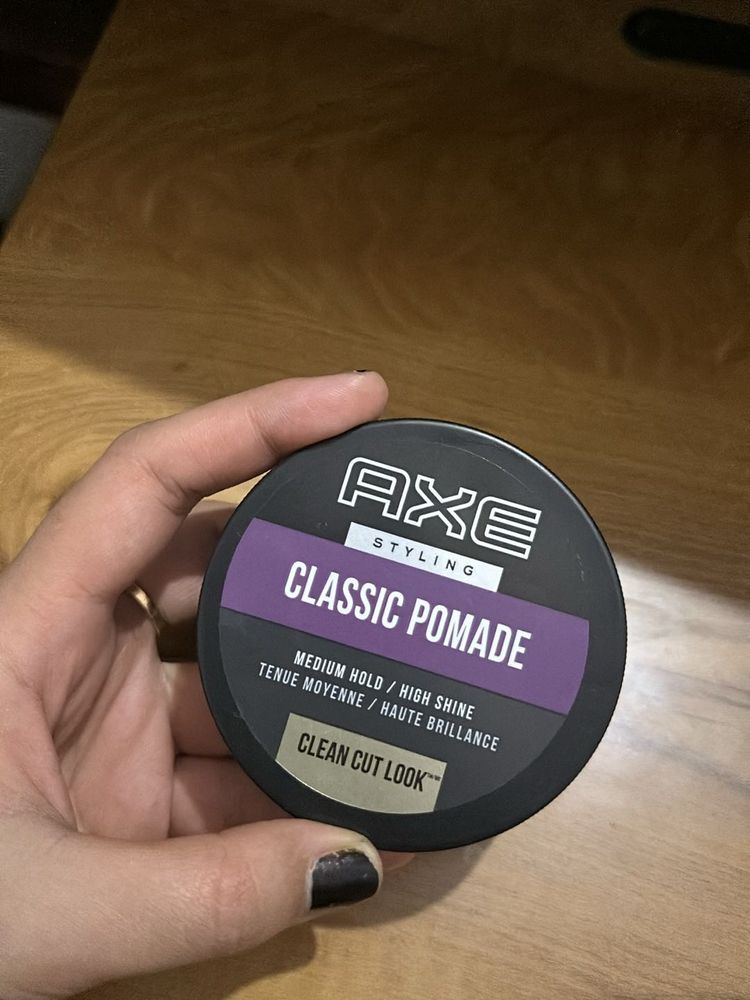 AXE
STYLING
CLASSIC POMADE
MEDIUM HOLD / HIGH SHINE
TENUE MOYENNE / HAUTE BRILLANCE
CLEAN CUT LOOK